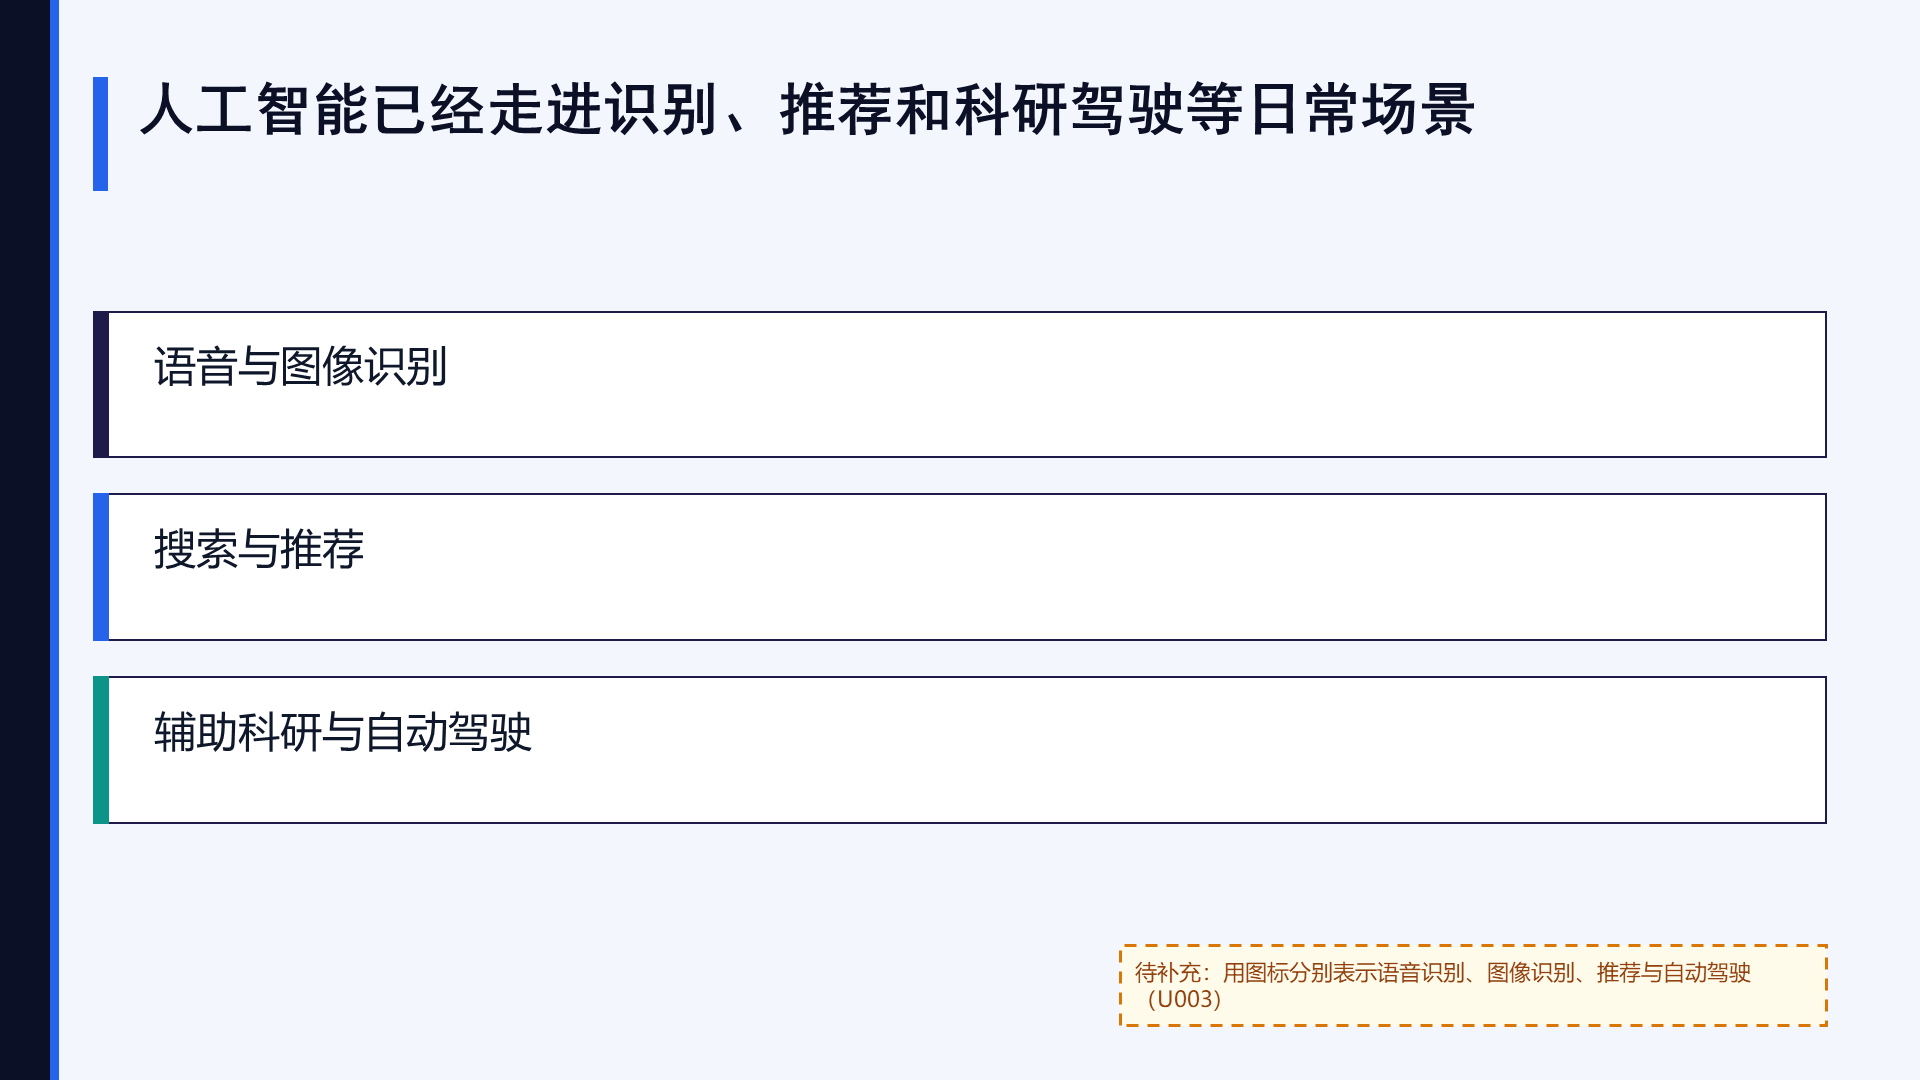 人工智能已经走进识别、推荐和科研驾驶等日常场景
语音与图像识别
搜索与推荐
辅助科研与自动驾驶
待补充：用图标分别表示语音识别、图像识别、推荐与自动驾驶
（U003）